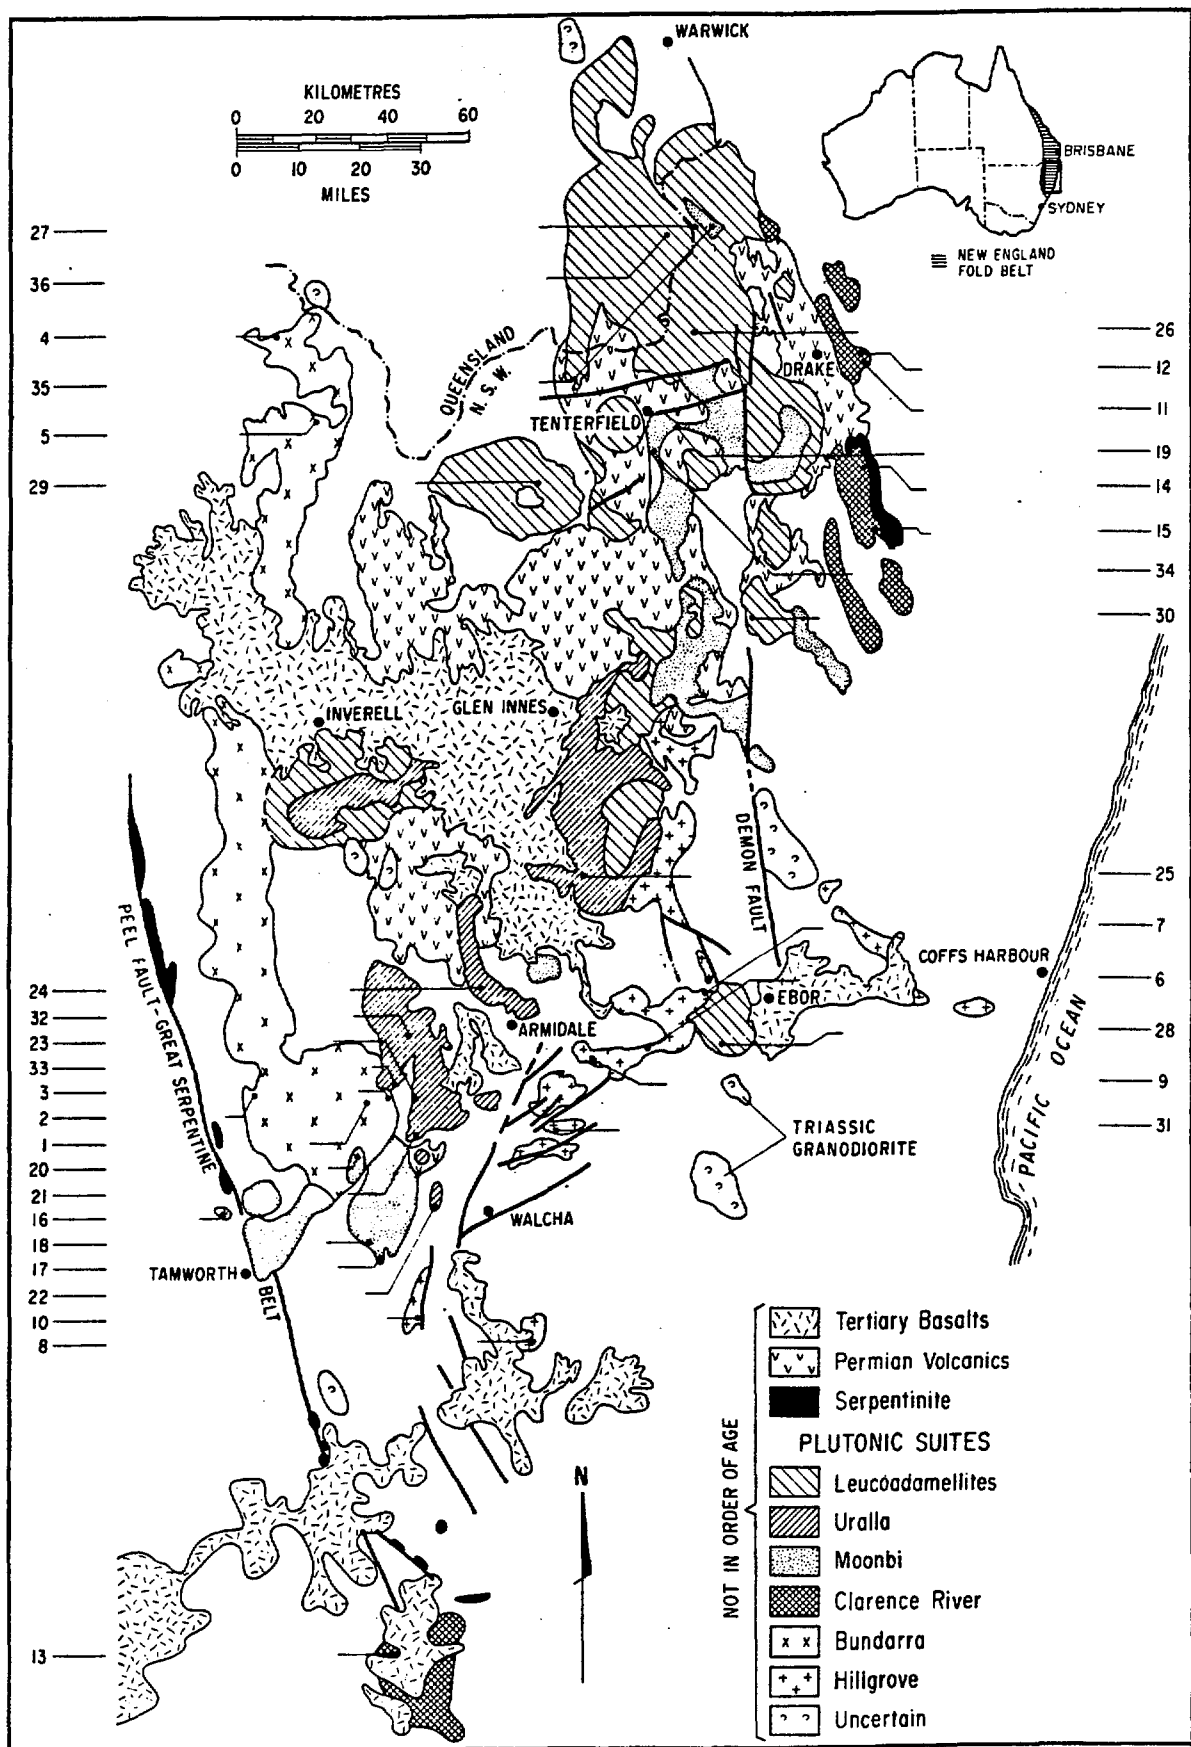 WARWICK
KILOMETRES
0 20 40 60
0 10 20 30
MILES
BRISBANE
SYDNEY
NEW ENGLAND
FOLD BELT
27
36
4
35
5
29
26
12
11
19
14
15
34
30
QUEENSLAND
N. S. W.
DRAKE
TENTERFIELD
INVERELL
GLEN INNES
DEMON FAULT
PEEL FAULT-GREAT SERPENTINE
BELT
25
7
6
28
9
31
COFFS HARBOUR
EBOR
ARMIDALE
PACIFIC OCEAN
24
32
23
33
3
2
1
20
21
16
18
17
22
10
8
13
TRIASSIC
GRANODIORITE
WALCHA
TAMWORTH
N
NOT IN ORDER OF AGE
Tertiary Basalts
Permian Volcanics
Serpentinite
PLUTONIC SUITES
Leucoadamellites
Uralla
Moonbi
Clarence River
Bundarra
Hillgrove
Uncertain